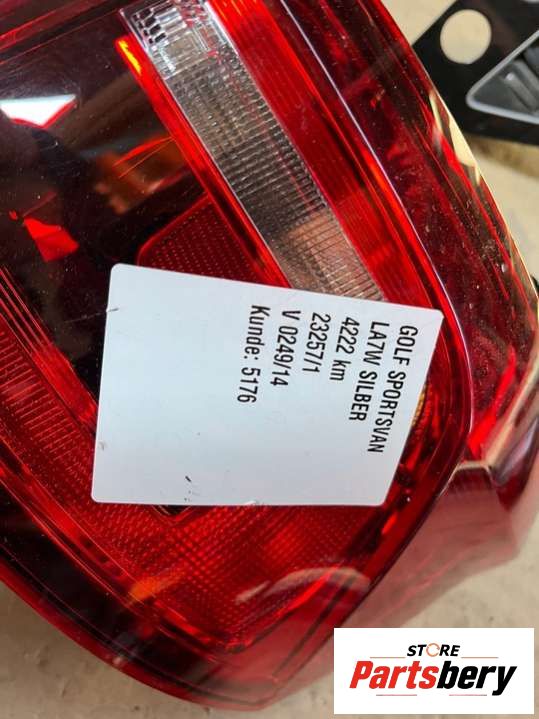 GOLF SPORTSVAN
LA7W SILBER
4222 km
23257/1
V 0249/14
Kunde: 5176
STORE
Partsbery